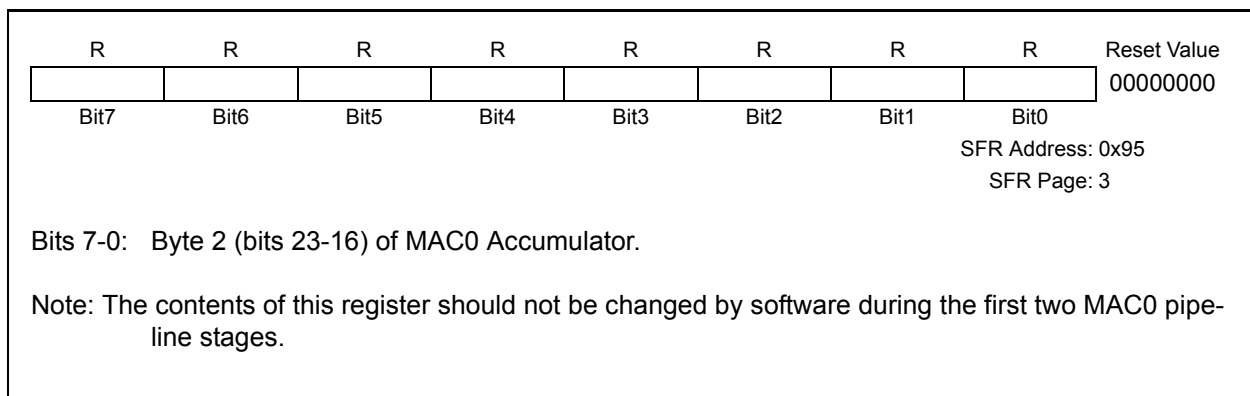 R R R R R R R R Reset Value
00000000
Bit7 Bit6 Bit5 Bit4 Bit3 Bit2 Bit1 Bit0
SFR Address: 0x95
SFR Page: 3
Bits 7-0: Byte 2 (bits 23-16) of MAC0 Accumulator.
Note: The contents of this register should not be changed by software during the first two MAC0 pipe-
line stages.